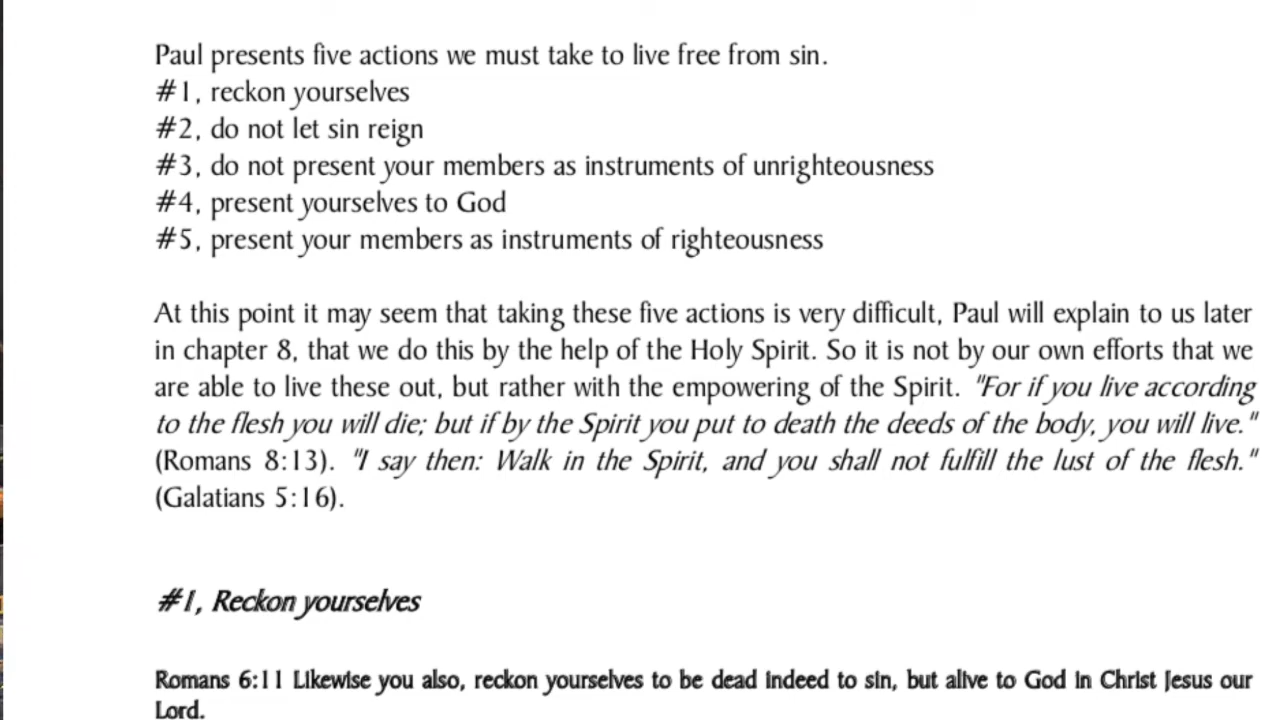 Paul presents five actions we must take to live free from sin.
#1, reckon yourselves
#2, do not let sin reign
#3, do not present your members as instruments of unrighteousness
#4, present yourselves to God
#5, present your members as instruments of righteousness
At this point it may seem that taking these five actions is very difficult, Paul will explain to us later
in chapter 8, that we do this by the help of the Holy Spirit. So it is not by our own efforts that we
are able to live these out, but rather with the empowering of the Spirit. "For if you live according
to the flesh you will die; but if by the Spirit you put to death the deeds of the body, you will live."
(Romans 8:13). "I say then: Walk in the Spirit, and you shall not fulfill the lust of the flesh."
(Galatians 5:16).
#1, Reckon yourselves
Romans 6:11 Likewise you also, reckon yourselves to be dead indeed to sin, but alive to God in Christ Jesus our
Lord.